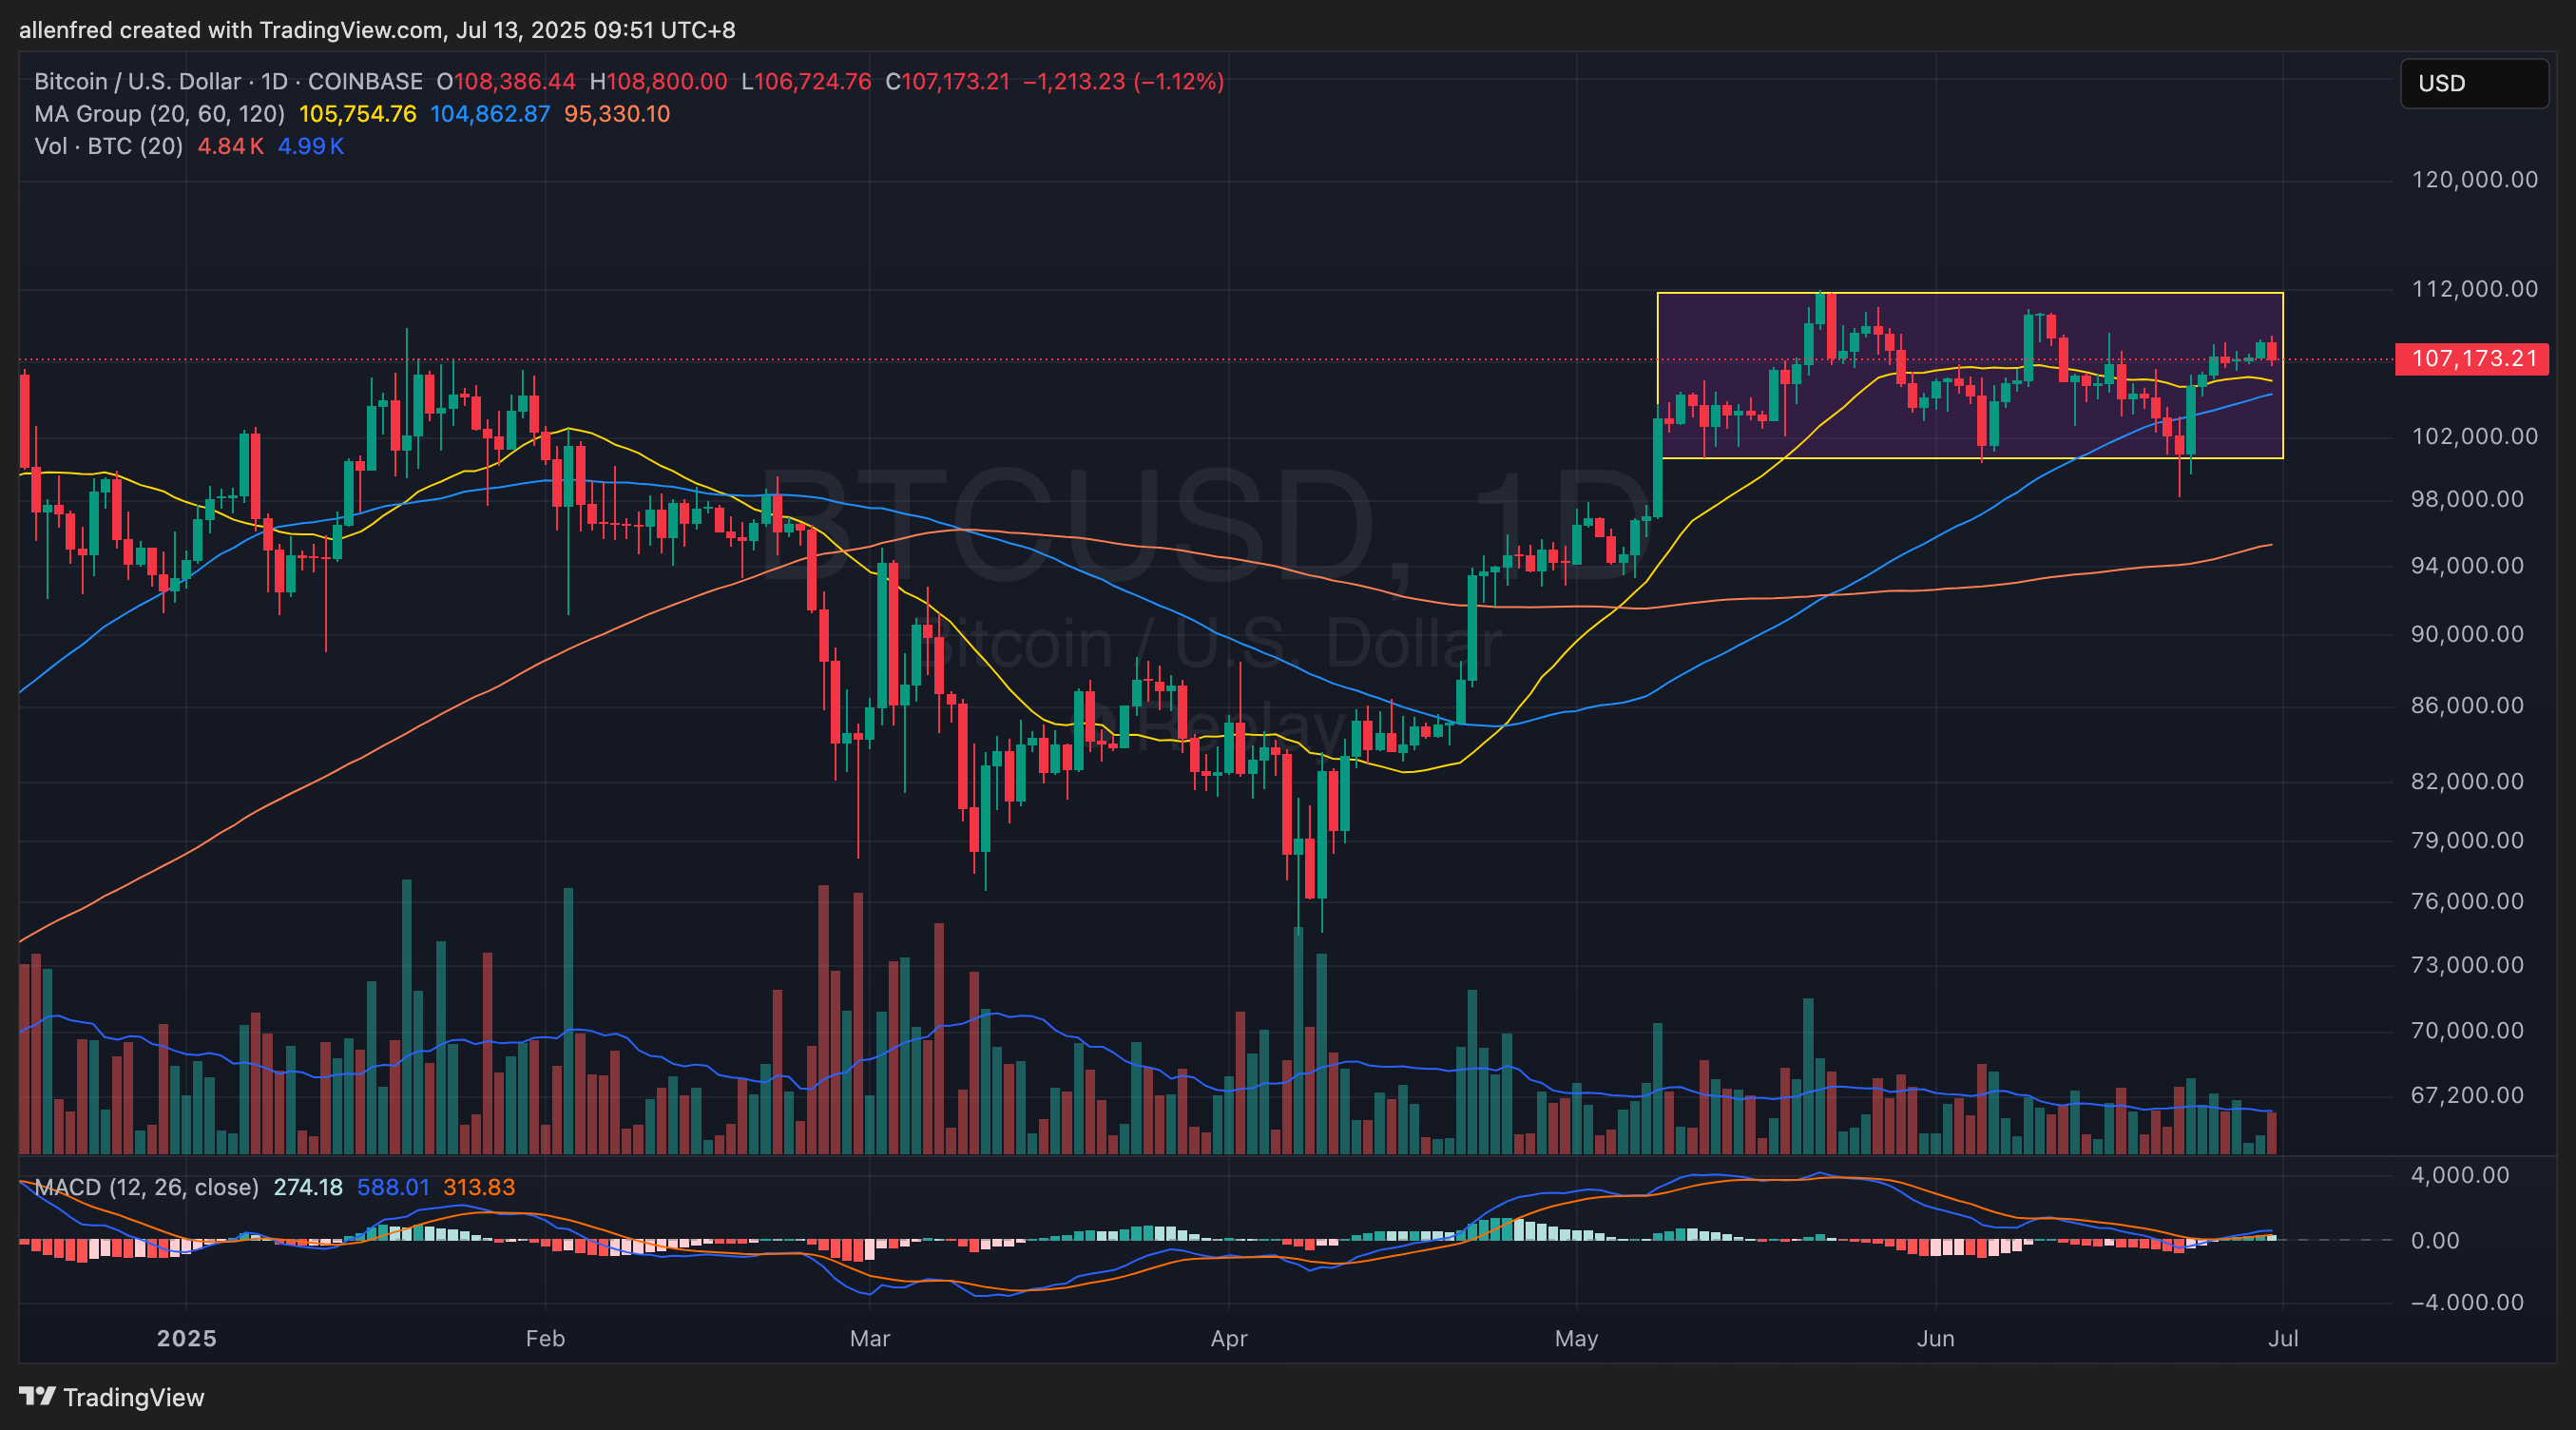 allenfred created with TradingView.com, Jul 13, 2025 09:51 UTC+8
Bitcoin / U.S. Dollar · 1D · COINBASE O108,386.44 H108,800.00 L106,724.76 C107,173.21 −1,213.23 (−1.12%)
USD
MA Group (20, 60, 120) 105,754.76 104,862.87 95,330.10
Vol · BTC (20) 4.84 K 4.99 K
120,000.00
112,000.00
107,173.21
102,000.00
98,000.00
94,000.00
90,000.00
86,000.00
82,000.00
79,000.00
76,000.00
73,000.00
70,000.00
67,200.00
BTCUSD, 1D
Bitcoin / U.S. Dollar
Replay
MACD (12, 26, close) 274.18 588.01 313.83
4,000.00
0.00
−4,000.00
2025 Feb Mar Apr May Jun Jul
TradingView